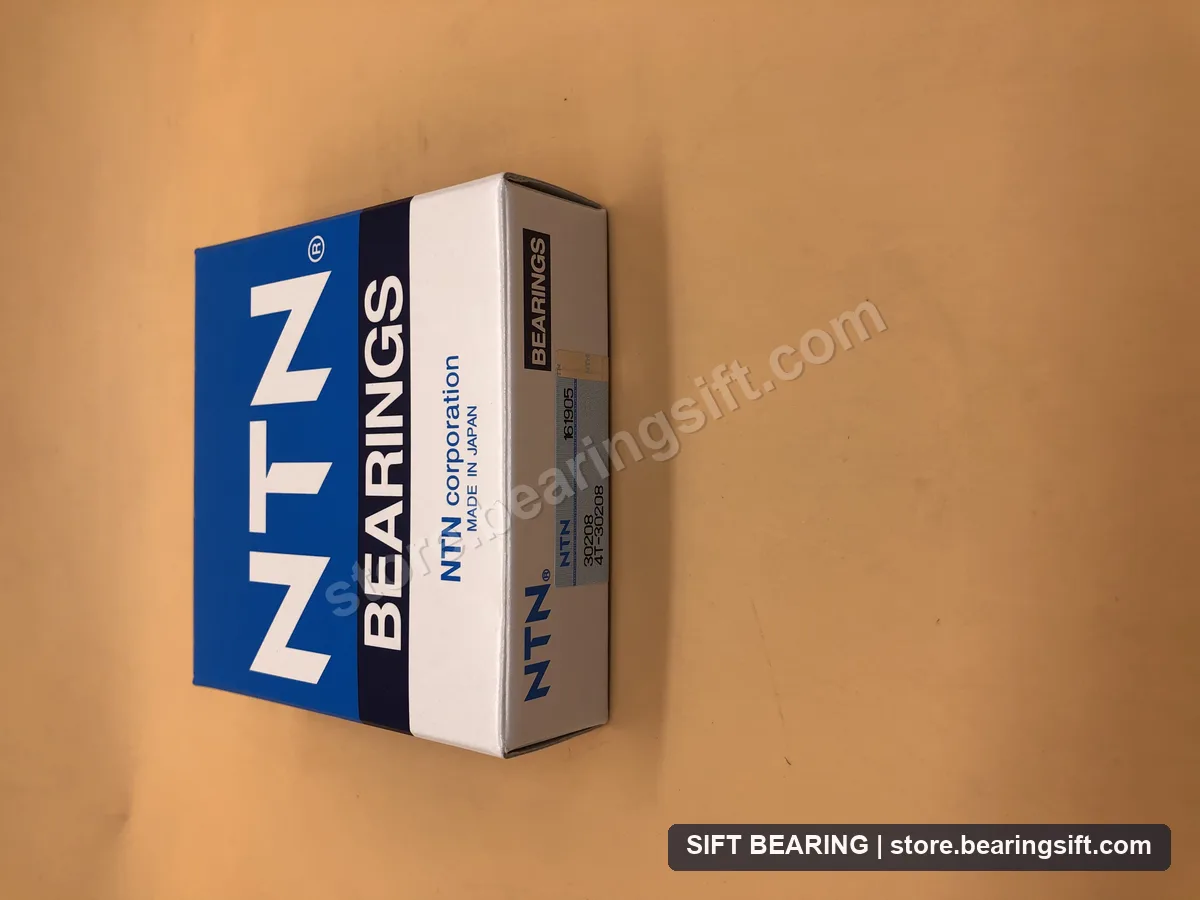 NTN®
BEARINGS
NTN corporation
MADE IN JAPAN
NTN®
BEARINGS
NTN 161905
30208
4T-30208
store.bearingsift.com
SIFT BEARING | store.bearingsift.com